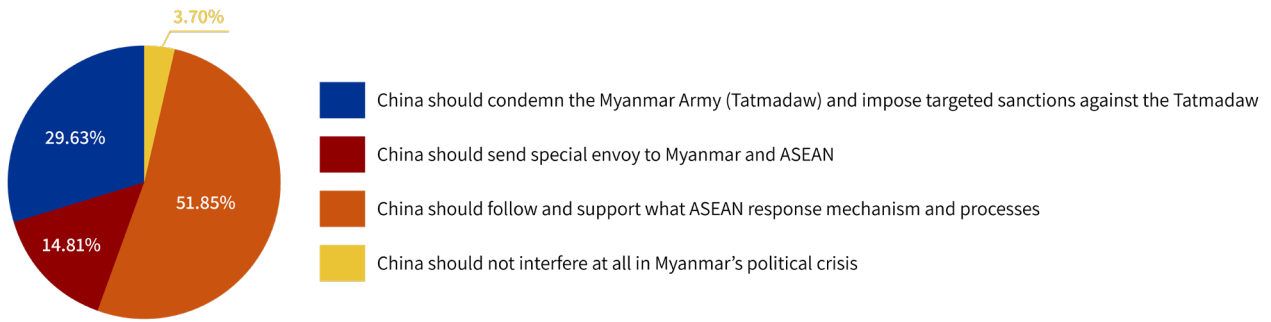 3.70%
29.63%
51.85%
14.81%
China should condemn the Myanmar Army (Tatmadaw) and impose targeted sanctions against the Tatmadaw
China should send special envoy to Myanmar and ASEAN
China should follow and support what ASEAN response mechanism and processes
China should not interfere at all in Myanmar’s political crisis